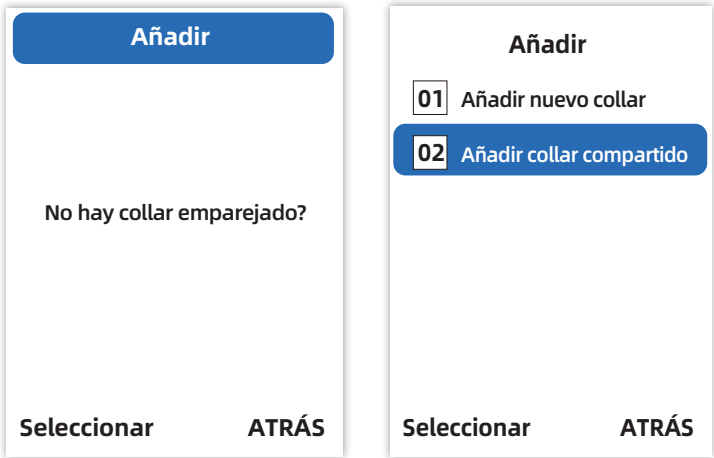 Añadir
No hay collar emparejado?
Seleccionar ATRÁS
Añadir
01 Añadir nuevo collar
02 Añadir collar compartido
Seleccionar ATRÁS